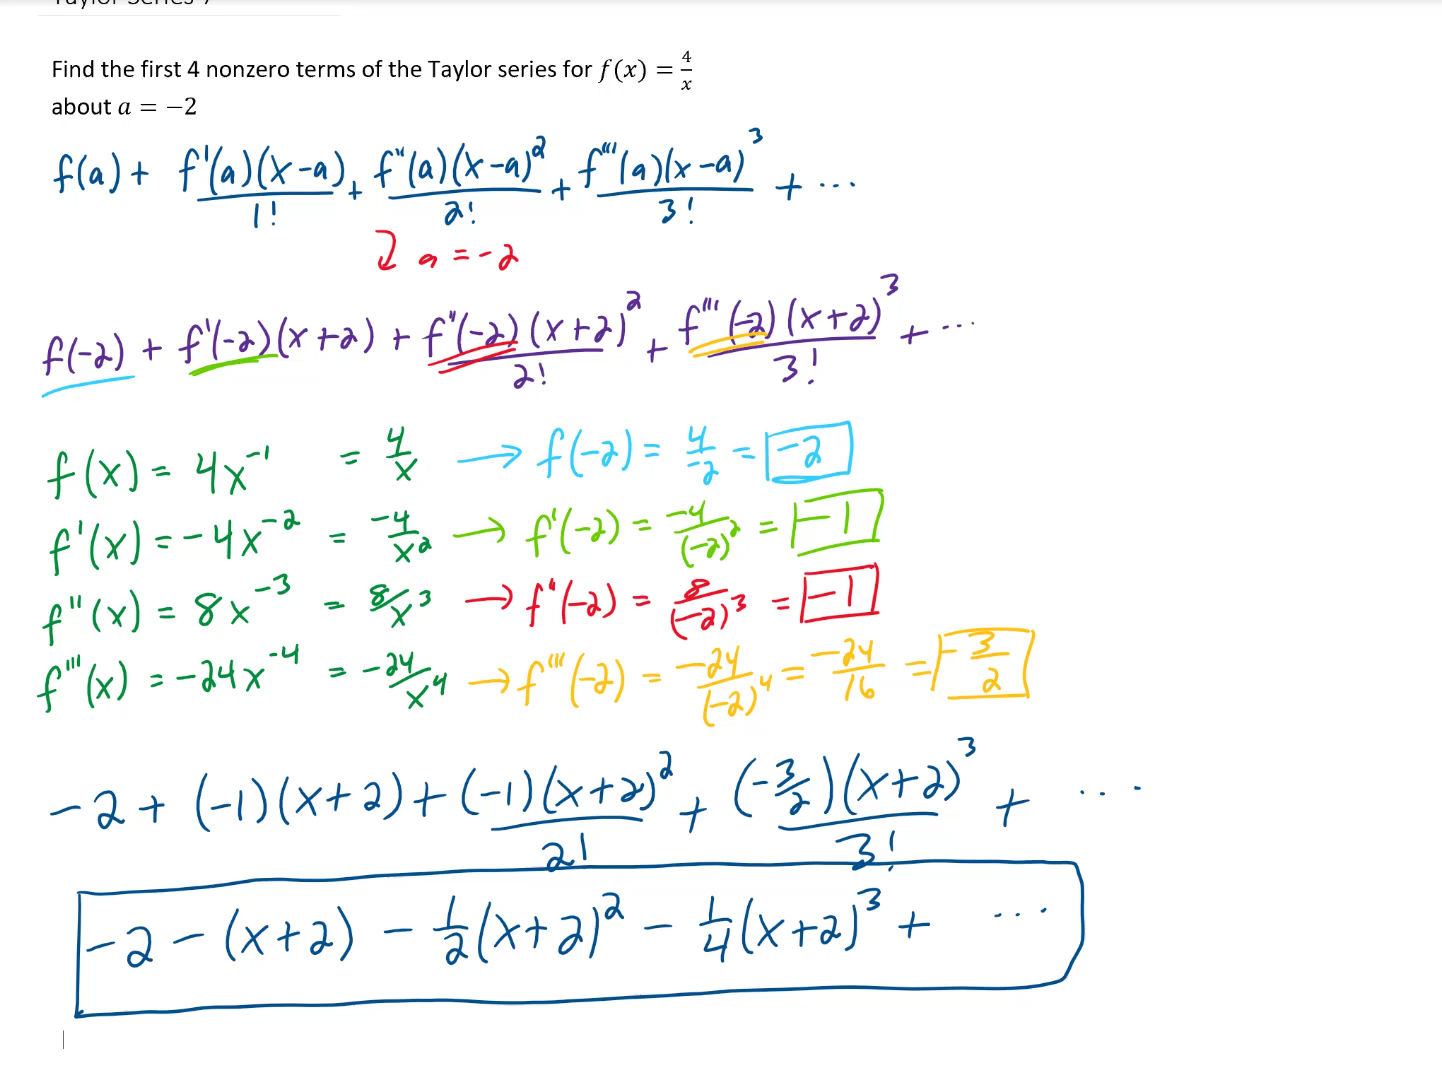 Taylor Series 7
Find the first 4 nonzero terms of the Taylor series for f(x) = 4/x
about a = −2
f(a) + f'(a)(x-a)/1! + f''(a)(x-a)²/2! + f'''(a)(x-a)³/3! + ...
a = -2
f(-2) + f'(-2)(x+2) + f''(-2)(x+2)²/2! + f'''(-2)(x+2)³/3! + ...
f(x) = 4x⁻¹ = 4/x → f(-2) = 4/-2 = -2
f'(x) = -4x⁻² = -4/x² → f'(-2) = -4/(-2)² = -1
f''(x) = 8x⁻³ = 8/x³ → f''(-2) = 8/(-2)³ = -1
f'''(x) = -24x⁻⁴ = -24/x⁴ → f'''(-2) = -24/(-2)⁴ = -24/16 = -3/2
-2 + (-1)(x+2) + (-1)(x+2)²/2! + (-3/2)(x+2)³/3! + ...
-2 - (x+2) - 1/2(x+2)² - 1/4(x+2)³ + ...